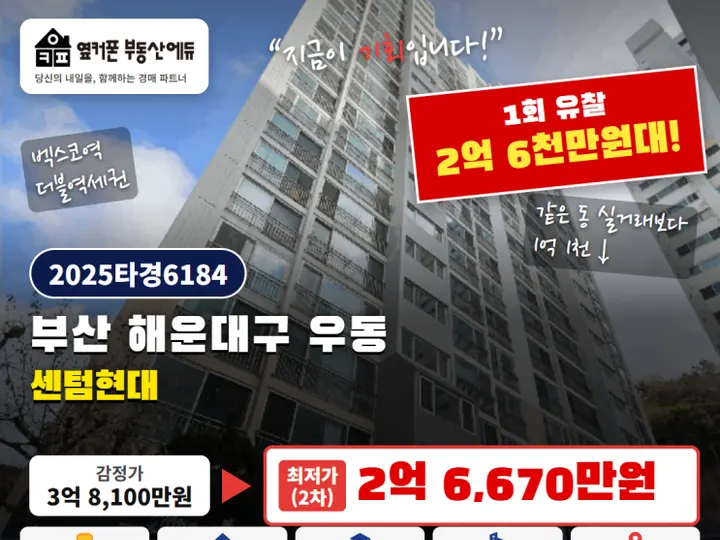 옆커폰 부동산에듀
당신의 내일을, 함께하는 경매 파트너
“지금이 기회입니다!”
1회 유찰
2억 6천만원대!
벡스코역
더블역세권
같은 동 실거래보다
1억 1천↓
2025타경6184
부산 해운대구 우동
센텀현대
감정가
3억 8,100만원
최저가
(2차)
2억 6,670만원